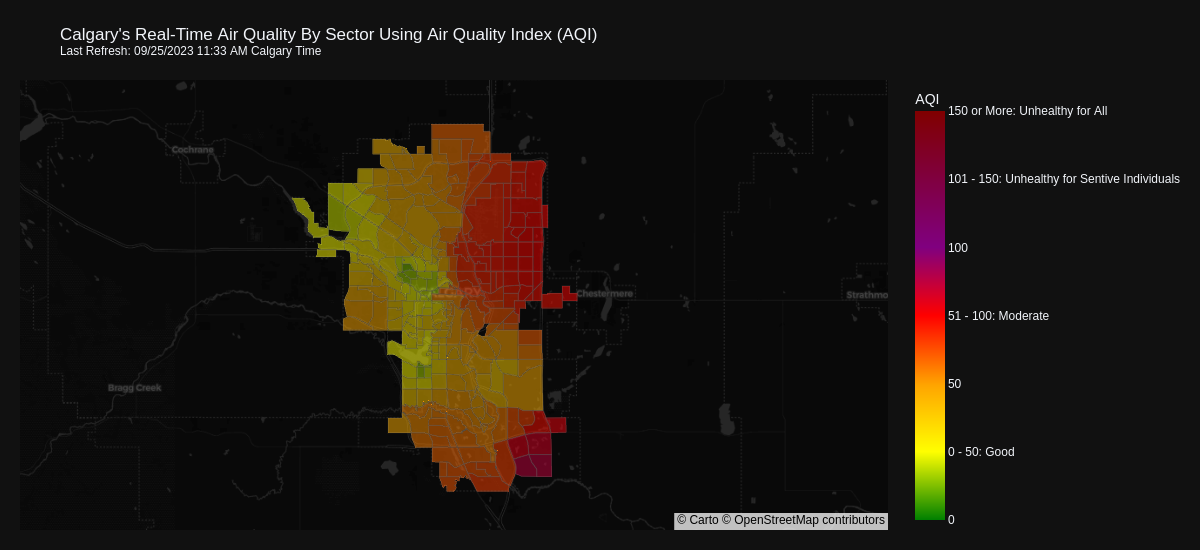 Calgary's Real-Time Air Quality By Sector Using Air Quality Index (AQI)
Last Refresh: 09/25/2023 11:33 AM Calgary Time
AQI
150 or More: Unhealthy for All
Cochrane
101 - 150: Unhealthy for Sentive Individuals
100
CALGARY
Chestermere
Strathmo
51 - 100: Moderate
50
Bragg Creek
0 - 50: Good
0
© Carto © OpenStreetMap contributors